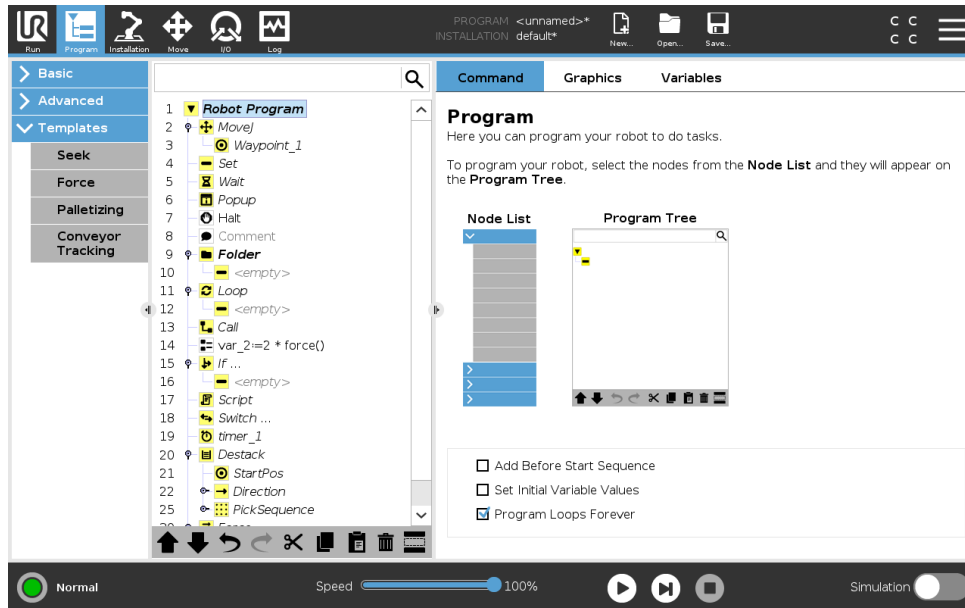 UR
Run
Program
Installation
Move
I/O
Log
PROGRAM <unnamed>*
INSTALLATION default*
New...
Open...
Save...
C C
C C
Basic
Advanced
Templates
Seek
Force
Palletizing
Conveyor
Tracking
1 Robot Program
2 MoveJ
3 Waypoint_1
4 Set
5 Wait
6 Popup
7 Halt
8 Comment
9 Folder
10 <empty>
11 Loop
12 <empty>
13 Call
14 var_2:=2 * force()
15 If ...
16 <empty>
17 Script
18 Switch ...
19 timer_1
20 Destack
21 StartPos
22 Direction
25 PickSequence
Command
Graphics
Variables
Program
Here you can program your robot to do tasks.
To program your robot, select the nodes from the Node List and they will appear on
the Program Tree.
Node List
Program Tree
Add Before Start Sequence
Set Initial Variable Values
Program Loops Forever
Normal
Speed
100%
Simulation